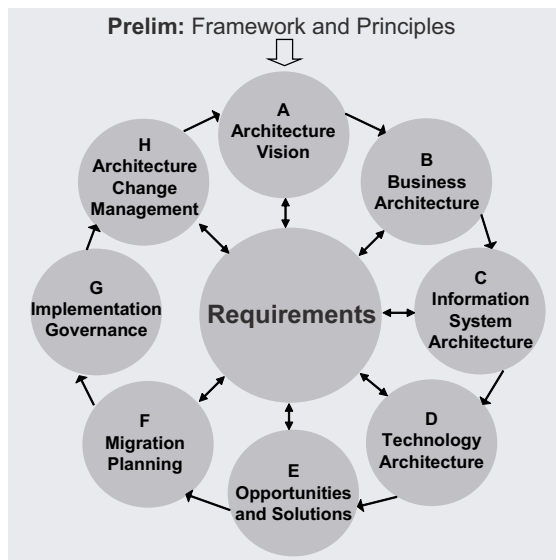 Prelim: Framework and Principles
A
Architecture
Vision
B
Business
Architecture
C
Information
System
Architecture
D
Technology
Architecture
E
Opportunities
and Solutions
F
Migration
Planning
G
Implementation
Governance
H
Architecture
Change
Management
Requirements